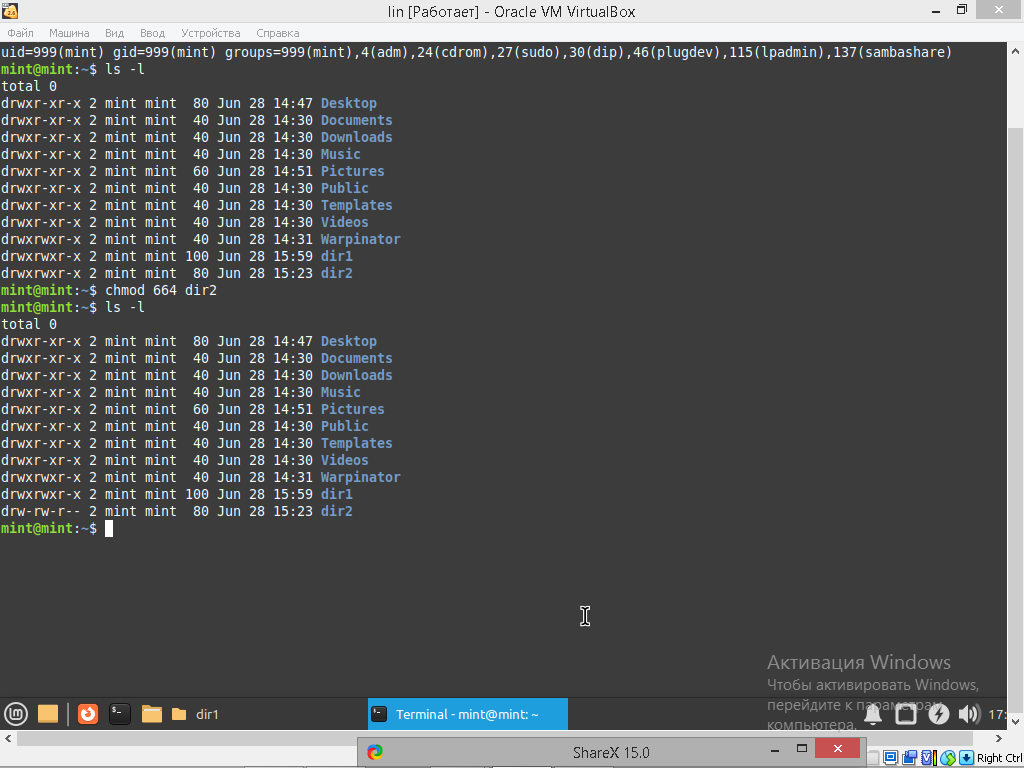 lin [Работает] - Oracle VM VirtualBox
Файл Машина Вид Ввод Устройства Справка
uid=999(mint) gid=999(mint) groups=999(mint),4(adm),24(cdrom),27(sudo),30(dip),46(plugdev),115(lpadmin),137(sambashare)
mint@mint:~$ ls -l
total 0
drwxr-xr-x 2 mint mint  80 Jun 28 14:47 Desktop
drwxr-xr-x 2 mint mint  40 Jun 28 14:30 Documents
drwxr-xr-x 2 mint mint  40 Jun 28 14:30 Downloads
drwxr-xr-x 2 mint mint  40 Jun 28 14:30 Music
drwxr-xr-x 2 mint mint  60 Jun 28 14:51 Pictures
drwxr-xr-x 2 mint mint  40 Jun 28 14:30 Public
drwxr-xr-x 2 mint mint  40 Jun 28 14:30 Templates
drwxr-xr-x 2 mint mint  40 Jun 28 14:30 Videos
drwxrwxr-x 2 mint mint  40 Jun 28 14:31 Warpinator
drwxrwxr-x 2 mint mint 100 Jun 28 15:59 dir1
drwxrwxr-x 2 mint mint  80 Jun 28 15:23 dir2
mint@mint:~$ chmod 664 dir2
mint@mint:~$ ls -l
total 0
drwxr-xr-x 2 mint mint  80 Jun 28 14:47 Desktop
drwxr-xr-x 2 mint mint  40 Jun 28 14:30 Documents
drwxr-xr-x 2 mint mint  40 Jun 28 14:30 Downloads
drwxr-xr-x 2 mint mint  40 Jun 28 14:30 Music
drwxr-xr-x 2 mint mint  60 Jun 28 14:51 Pictures
drwxr-xr-x 2 mint mint  40 Jun 28 14:30 Public
drwxr-xr-x 2 mint mint  40 Jun 28 14:30 Templates
drwxr-xr-x 2 mint mint  40 Jun 28 14:30 Videos
drwxrwxr-x 2 mint mint  40 Jun 28 14:31 Warpinator
drwxrwxr-x 2 mint mint 100 Jun 28 15:59 dir1
drw-rw-r-- 2 mint mint  80 Jun 28 15:23 dir2
mint@mint:~$
Активация Windows
Чтобы активировать Windows,
перейдите к параметрам
компьютера.
dir1
Terminal - mint@mint: ~
17:
ShareX 15.0
Right Ctrl